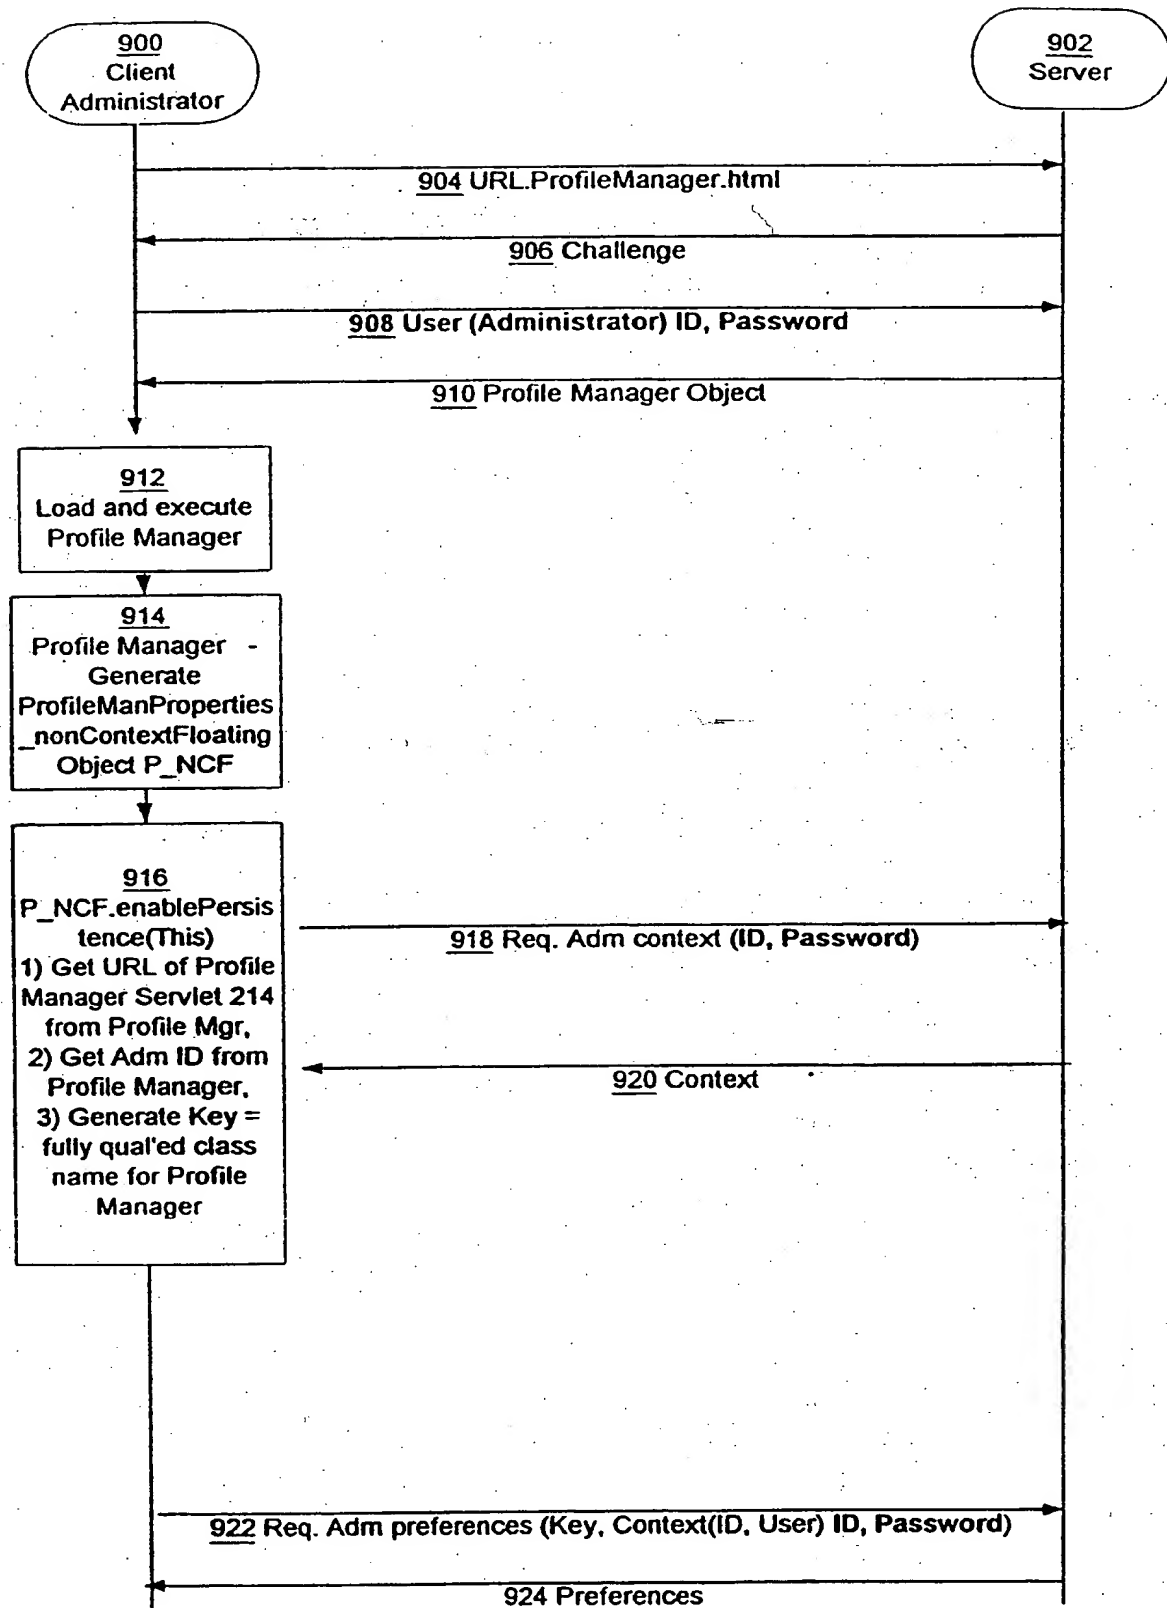 900
Client
Administrator
902
Server
904 URL.ProfileManager.html
906 Challenge
908 User (Administrator) ID, Password
910 Profile Manager Object
912
Load and execute
Profile Manager
914
Profile Manager -
Generate
ProfileManProperties
_nonContextFloating
Object P_NCF
916
P_NCF.enablePersis
tence(This)
1) Get URL of Profile
Manager Servlet 214
from Profile Mgr,
2) Get Adm ID from
Profile Manager,
3) Generate Key =
fully qual'ed class
name for Profile
Manager
918 Req. Adm context (ID, Password)
920 Context
922 Req. Adm preferences (Key, Context(ID, User) ID, Password)
924 Preferences